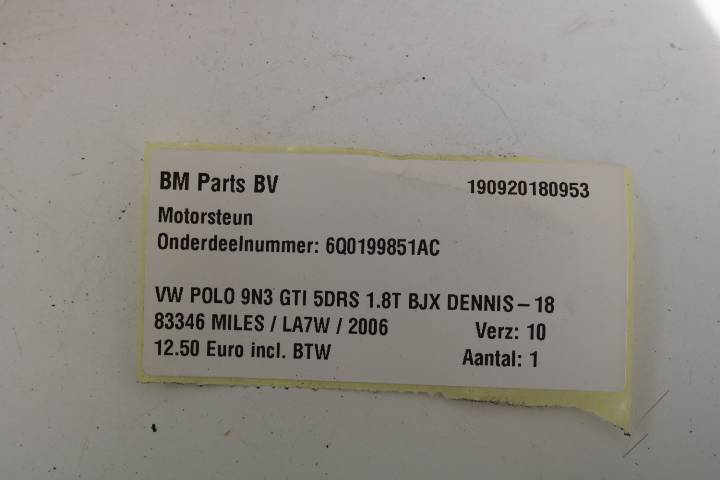 BM Parts BV 190920180953
Motorsteun
Onderdeelnummer: 6Q0199851AC
VW POLO 9N3 GTI 5DRS 1.8T BJX DENNIS-18
83346 MILES / LA7W / 2006 Verz: 10
12.50 Euro incl. BTW Aantal: 1